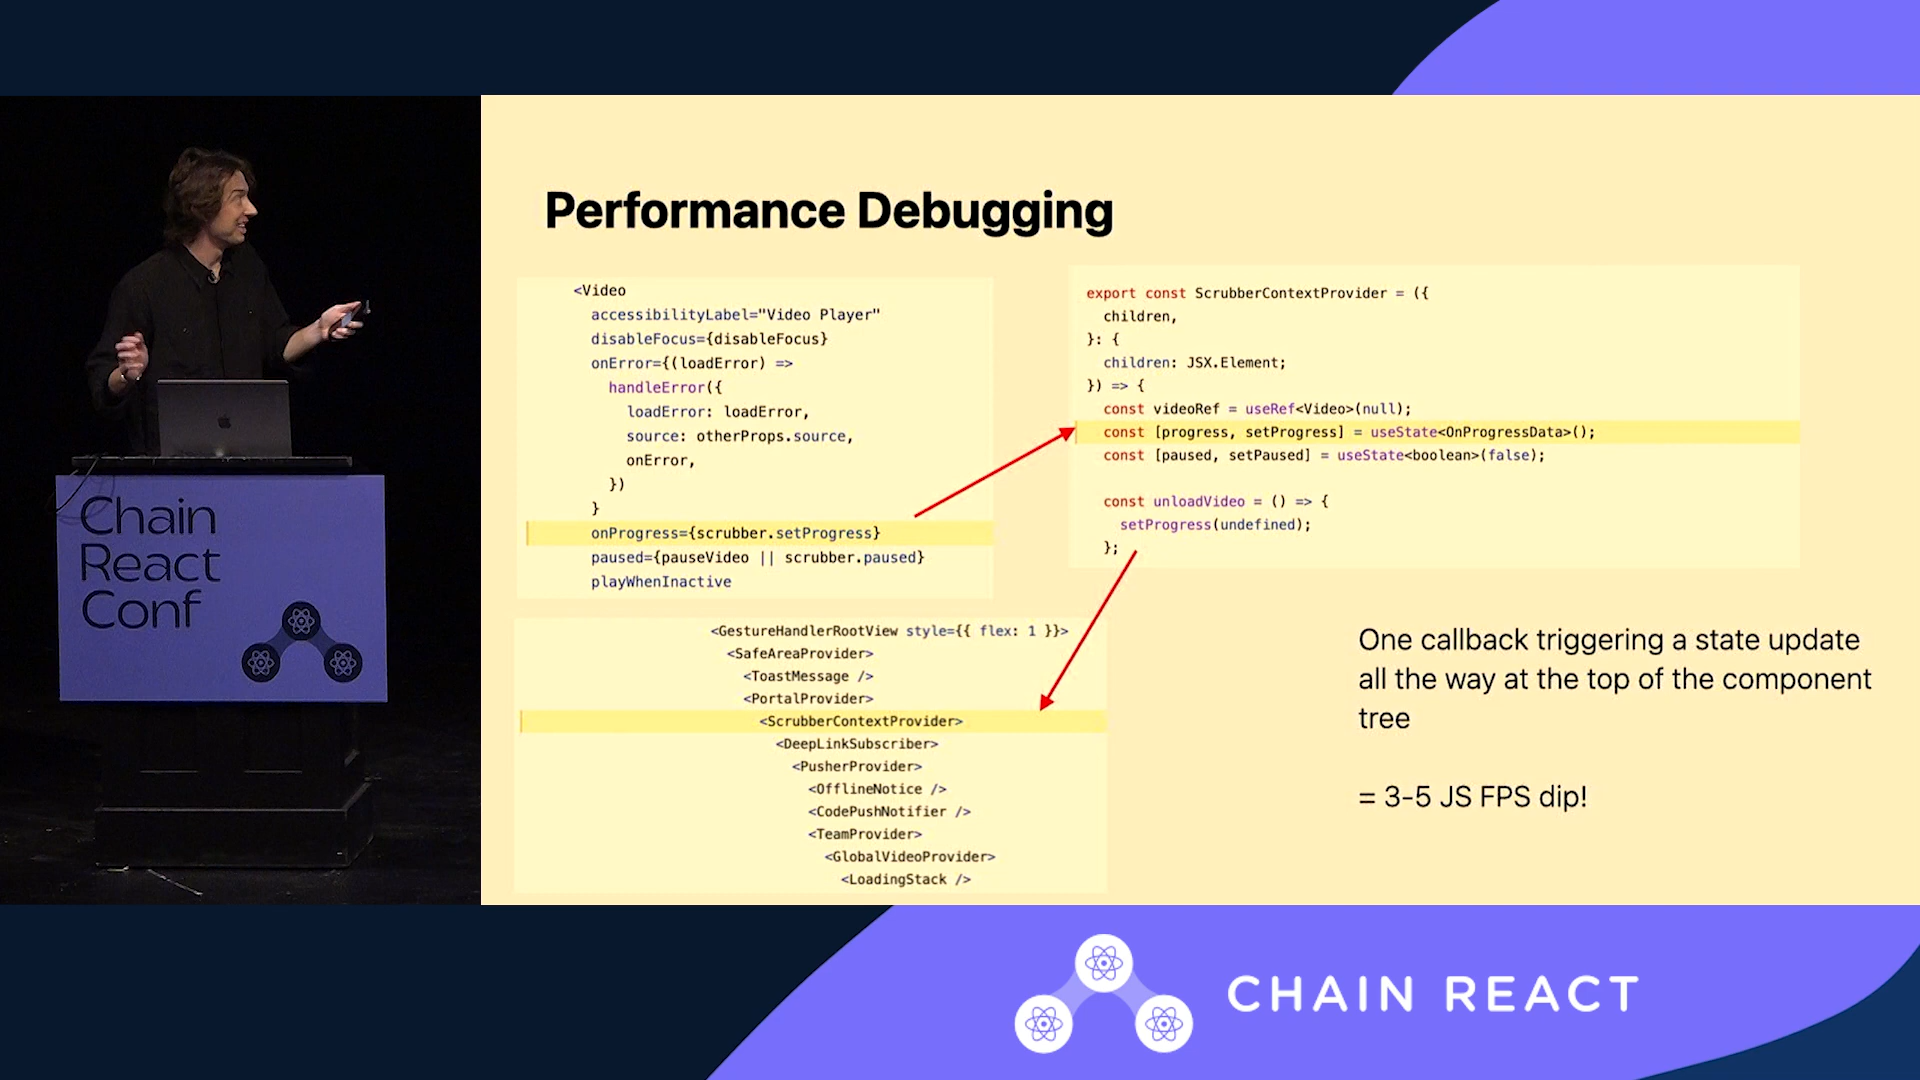 Performance Debugging
<Video
accessibilityLabel="Video Player"
disableFocus={disableFocus}
onError={(loadError) =>
handleError({
loadError: loadError,
source: otherProps.source,
onError,
})
}
onProgress={scrubber.setProgress}
paused={pauseVideo || scrubber.paused}
playWhenInactive
export const ScrubberContextProvider = ({
children,
}: {
children: JSX.Element;
}) => {
const videoRef = useRef<Video>(null);
const [progress, setProgress] = useState<OnProgressData>();
const [paused, setPaused] = useState<boolean>(false);
const unloadVideo = () => {
setProgress(undefined);
};
<GestureHandlerRootView style={{ flex: 1 }}>
<SafeAreaProvider>
<ToastMessage />
<PortalProvider>
<ScrubberContextProvider>
<DeepLinkSubscriber>
<PusherProvider>
<OfflineNotice />
<CodePushNotifier />
<TeamProvider>
<GlobalVideoProvider>
<LoadingStack />
One callback triggering a state update
all the way at the top of the component
tree
= 3-5 JS FPS dip!
Chain
React
Conf
CHAIN REACT